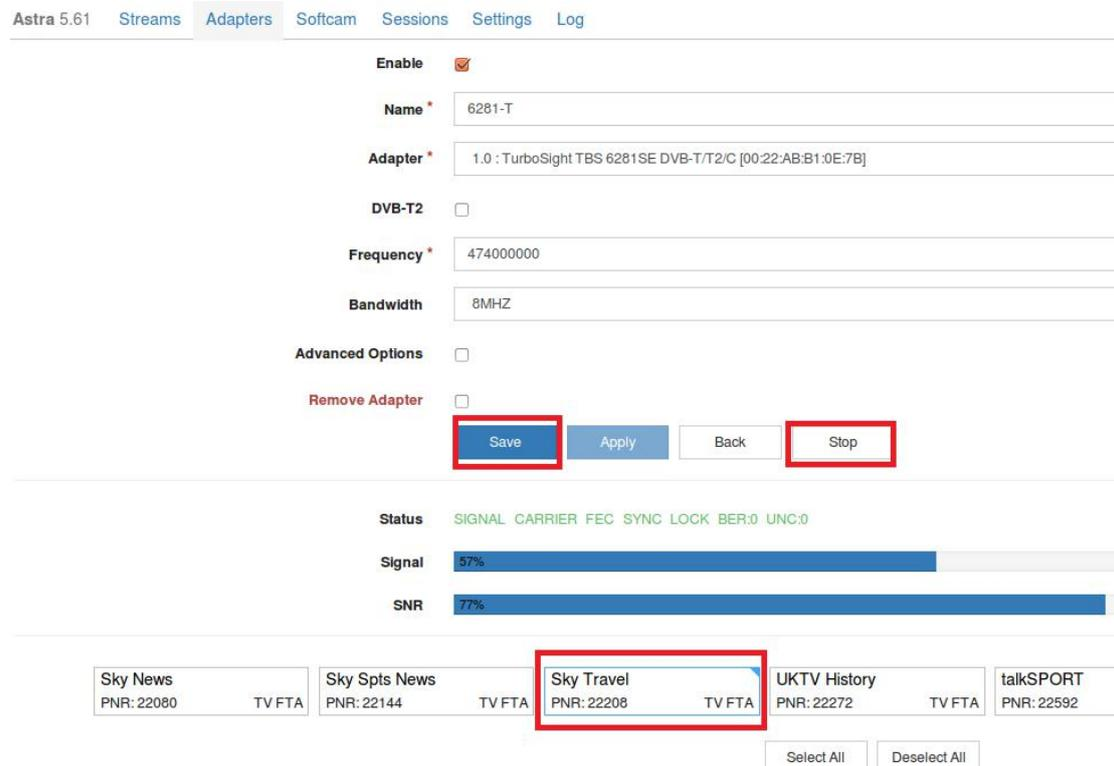 Astra 5.61 Streams Adapters Softcam Sessions Settings Log
Enable
Name * 6281-T
Adapter * 1.0 : TurboSight TBS 6281SE DVB-T/T2/C [00:22:AB:B1:0E:7B]
DVB-T2
Frequency * 474000000
Bandwidth 8MHZ
Advanced Options
Remove Adapter
Save Apply Back Stop
Status SIGNAL CARRIER FEC SYNC LOCK BER:0 UNC:0
Signal 57%
SNR 77%
Sky News Sky Spts News Sky Travel UKTV History talkSPORT
PNR: 22080 TV FTA PNR: 22144 TV FTA PNR: 22208 TV FTA PNR: 22272 TV FTA PNR: 22592
Select All Deselect All